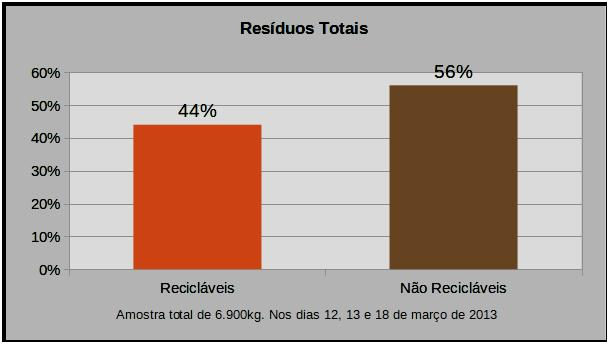 Resíduos Totais
60%
50%
40%
30%
20%
10%
0%
44%
56%
Recicláveis
Não Recicláveis
Amostra total de 6.900kg. Nos dias 12, 13 e 18 de março de 2013